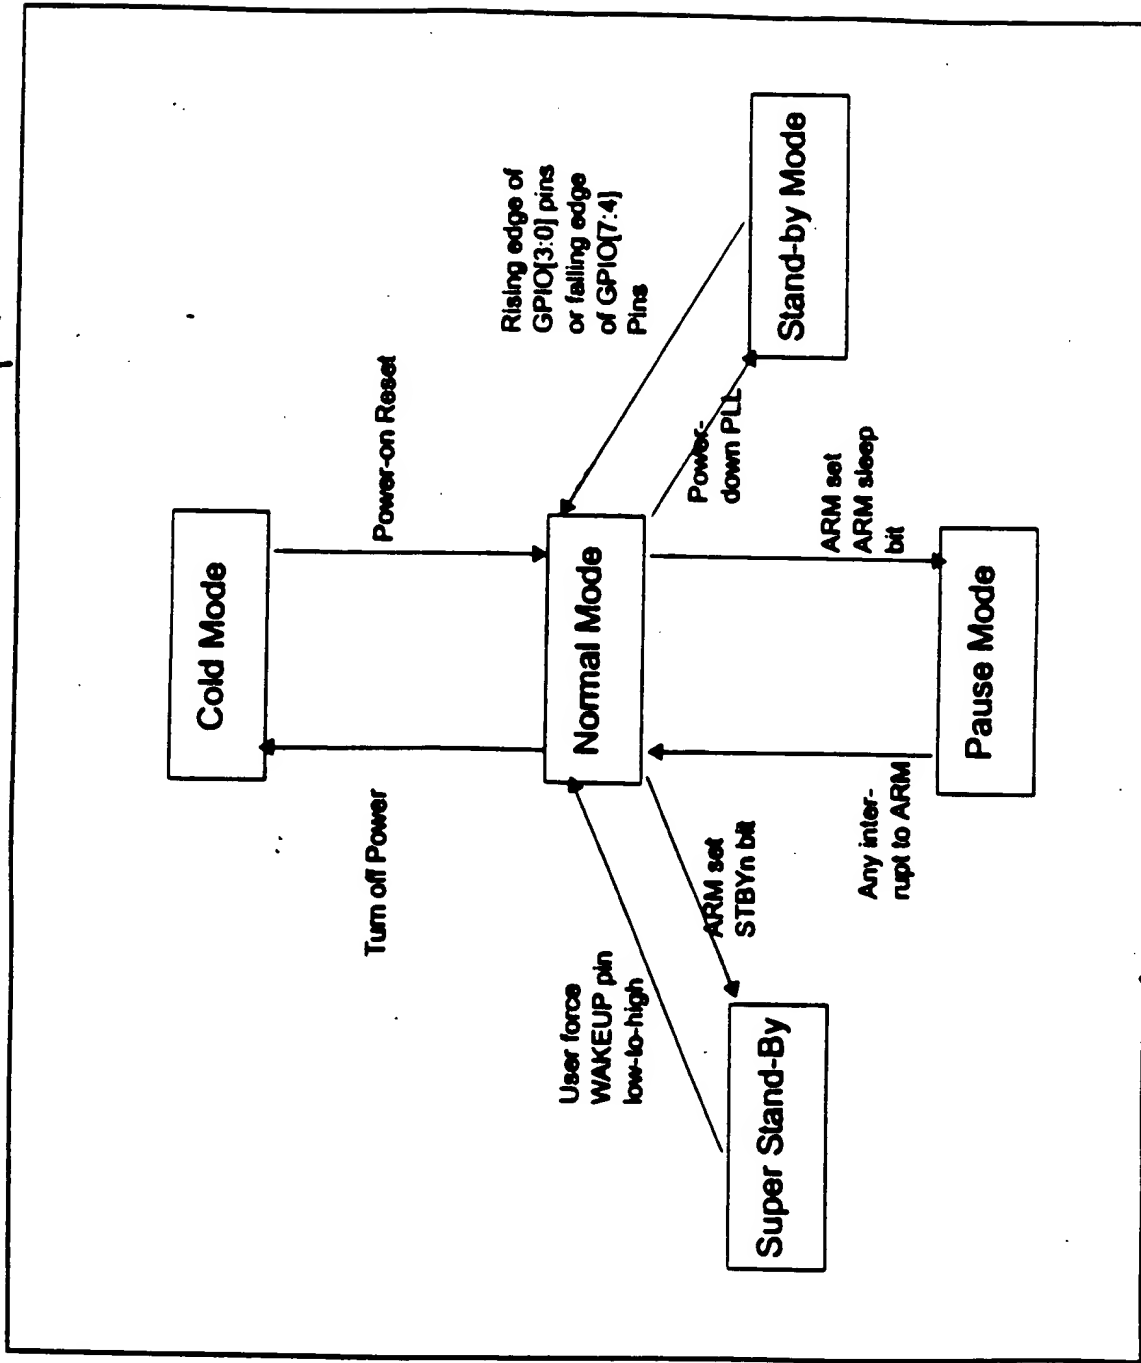 Cold Mode
Turn off Power
Power-on Reset
Rising edge of
GPIO[3:0] pins
or falling edge
of GPIO[7:4]
Pins
User force
WAKEUP pin
low-to-high
Normal Mode
Power-
down PLL
ARM set
STBYn bit
Super Stand-By
Stand-by Mode
Any inter-
rupt to ARM
ARM set
ARM sleep
bit
Pause Mode